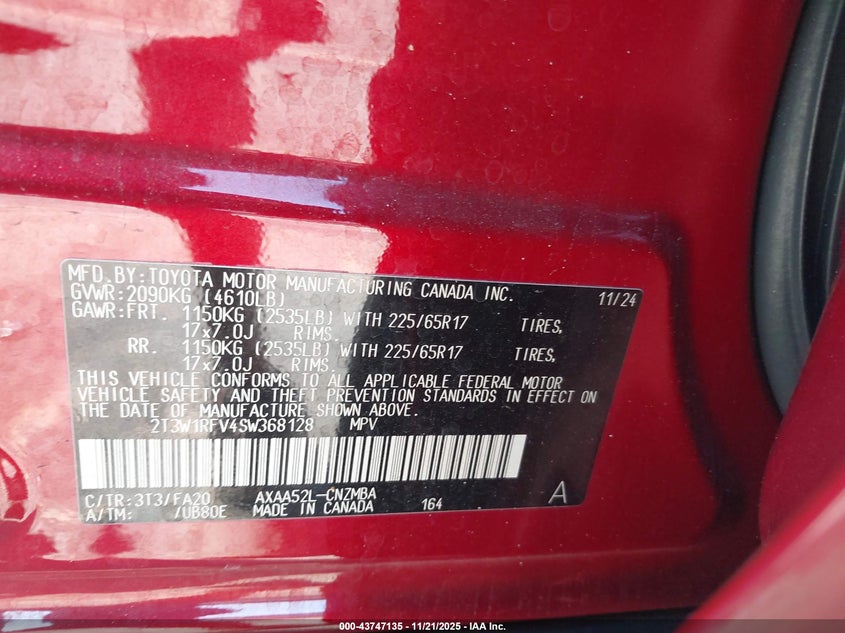 MFD.BY:TOYOTA MOTOR MANUFACTURING CANADA INC. 11/24
GVWR:2090KG (4610LB)
GAWR:FRT. 1150KG (2535LB) WITH 225/65R17 TIRES,
17x7.0J RIMS.
RR. 1150KG (2535LB) WITH 225/65R17 TIRES,
17x7.0J RIMS.
THIS VEHICLE CONFORMS TO ALL APPLICABLE FEDERAL MOTOR
VEHICLE SAFETY AND THEFT PREVENTION STANDARDS IN EFFECT ON
THE DATE OF MANUFACTURE SHOWN ABOVE.
2T3W1RFV4SW368128 MPV
C/TR:3T3/FA20 AXAA52L-CNZMBA A
A/TM: /UB80E MADE IN CANADA 164
000-43747135 - 11/21/2025 - IAA Inc.